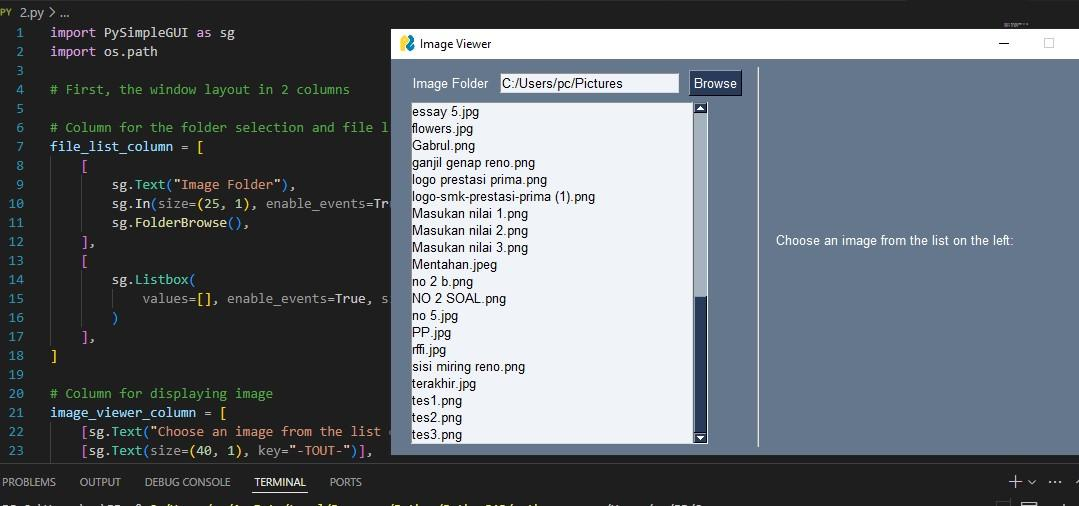 PY 2.py > ...
1 import PySimpleGUI as sg
2 import os.path
3
4 # First, the window layout in 2 columns
5
6 # Column for the folder selection and file l
7 file_list_column = [
8 [
9 sg.Text("Image Folder"),
10 sg.In(size=(25, 1), enable_events=Tr
11 sg.FolderBrowse(),
12 ],
13 [
14 sg.Listbox(
15 values=[], enable_events=True, s
16 )
17 ],
18 ]
19
20 # Column for displaying image
21 image_viewer_column = [
22 [sg.Text("Choose an image from the list
23 [sg.Text(size=(40, 1), key="-TOUT-")],
Image Viewer
Image Folder C:/Users/pc/Pictures Browse
essay 5.jpg
flowers.jpg
Gabrul.png
ganjil genap reno.png
logo prestasi prima.png
logo-smk-prestasi-prima (1).png
Masukan nilai 1.png
Masukan nilai 2.png
Masukan nilai 3.png
Mentahan.jpeg
no 2 b.png
NO 2 SOAL.png
no 5.jpg
PP.jpg
rffi.jpg
sisi miring reno.png
terakhir.jpg
tes1.png
tes2.png
tes3.png
Choose an image from the list on the left:
PROBLEMS OUTPUT DEBUG CONSOLE TERMINAL PORTS